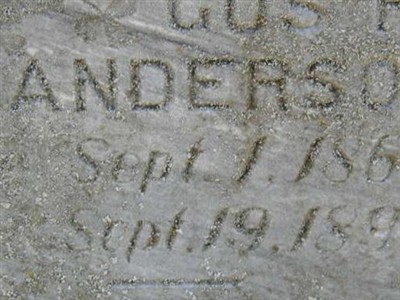 GUS
ANDERSO
Sept. 1. 186
Sept. 19. 189